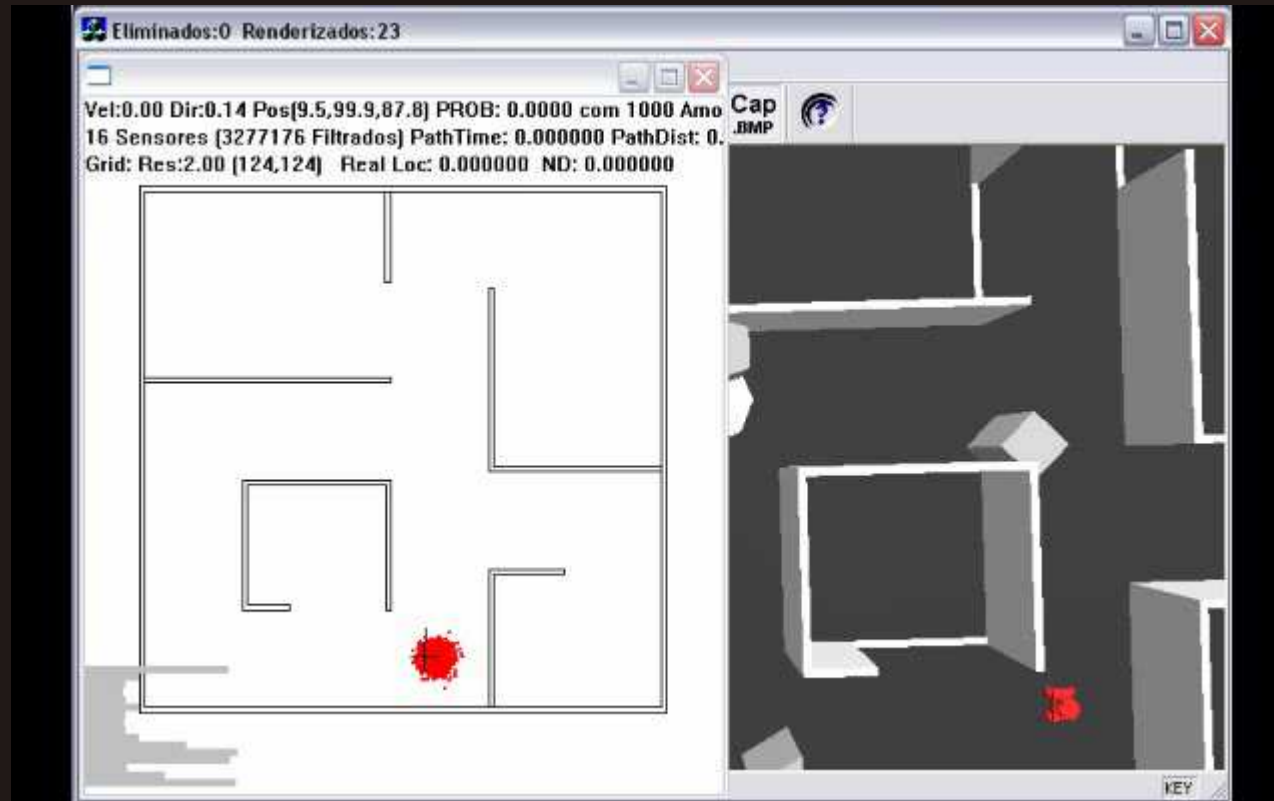 Eliminados:0 Renderizados:23
Vel:0.00 Dir:0.14 Pos(9.5,99.9,87.8) PROB: 0.0000 com 1000 Amo
16 Sensores (3277176 Filtrados) PathTime: 0.000000 PathDist: 0.
Grid: Res:2.00 (124,124) Real Loc: 0.000000 ND: 0.000000
Cap
.BMP
KEY